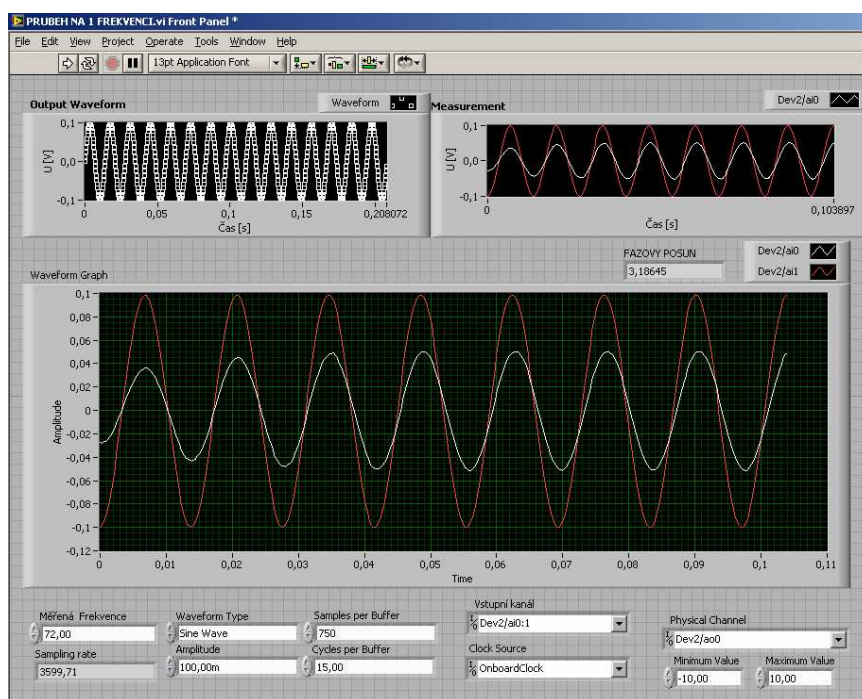 PRUBEH NA 1 FREKVENCI.vi Front Panel *
File Edit View Project Operate Tools Window Help
13pt Application Font
Output Waveform
Waveform
0,1
0,0
-0,1
U [V]
0 0,05 0,1 0,15 0,208072
Čas [s]
Measurement
Dev2/ai0
0,1
0,0
-0,1
U [V]
0 0,103897
Čas [s]
FAZOVY POSUN
3,18645
Dev2/ai0
Dev2/ai1
Waveform Graph
0,1
0,08
0,06
0,04
0,02
0
-0,02
-0,04
-0,06
-0,08
-0,1
-0,12
Amplitude
0 0,01 0,02 0,03 0,04 0,05 0,06 0,07 0,08 0,09 0,1 0,11
Time
Měřená Frekvence
72,00
Sampling rate
3599,71
Waveform Type
Sine Wave
Amplitude
100,00m
Samples per Buffer
750
Cycles per Buffer
15,00
Vstupní kanál
Dev2/ai0:1
Clock Source
OnboardClock
Physical Channel
Dev2/ao0
Minimum Value
-10,00
Maximum Value
10,00